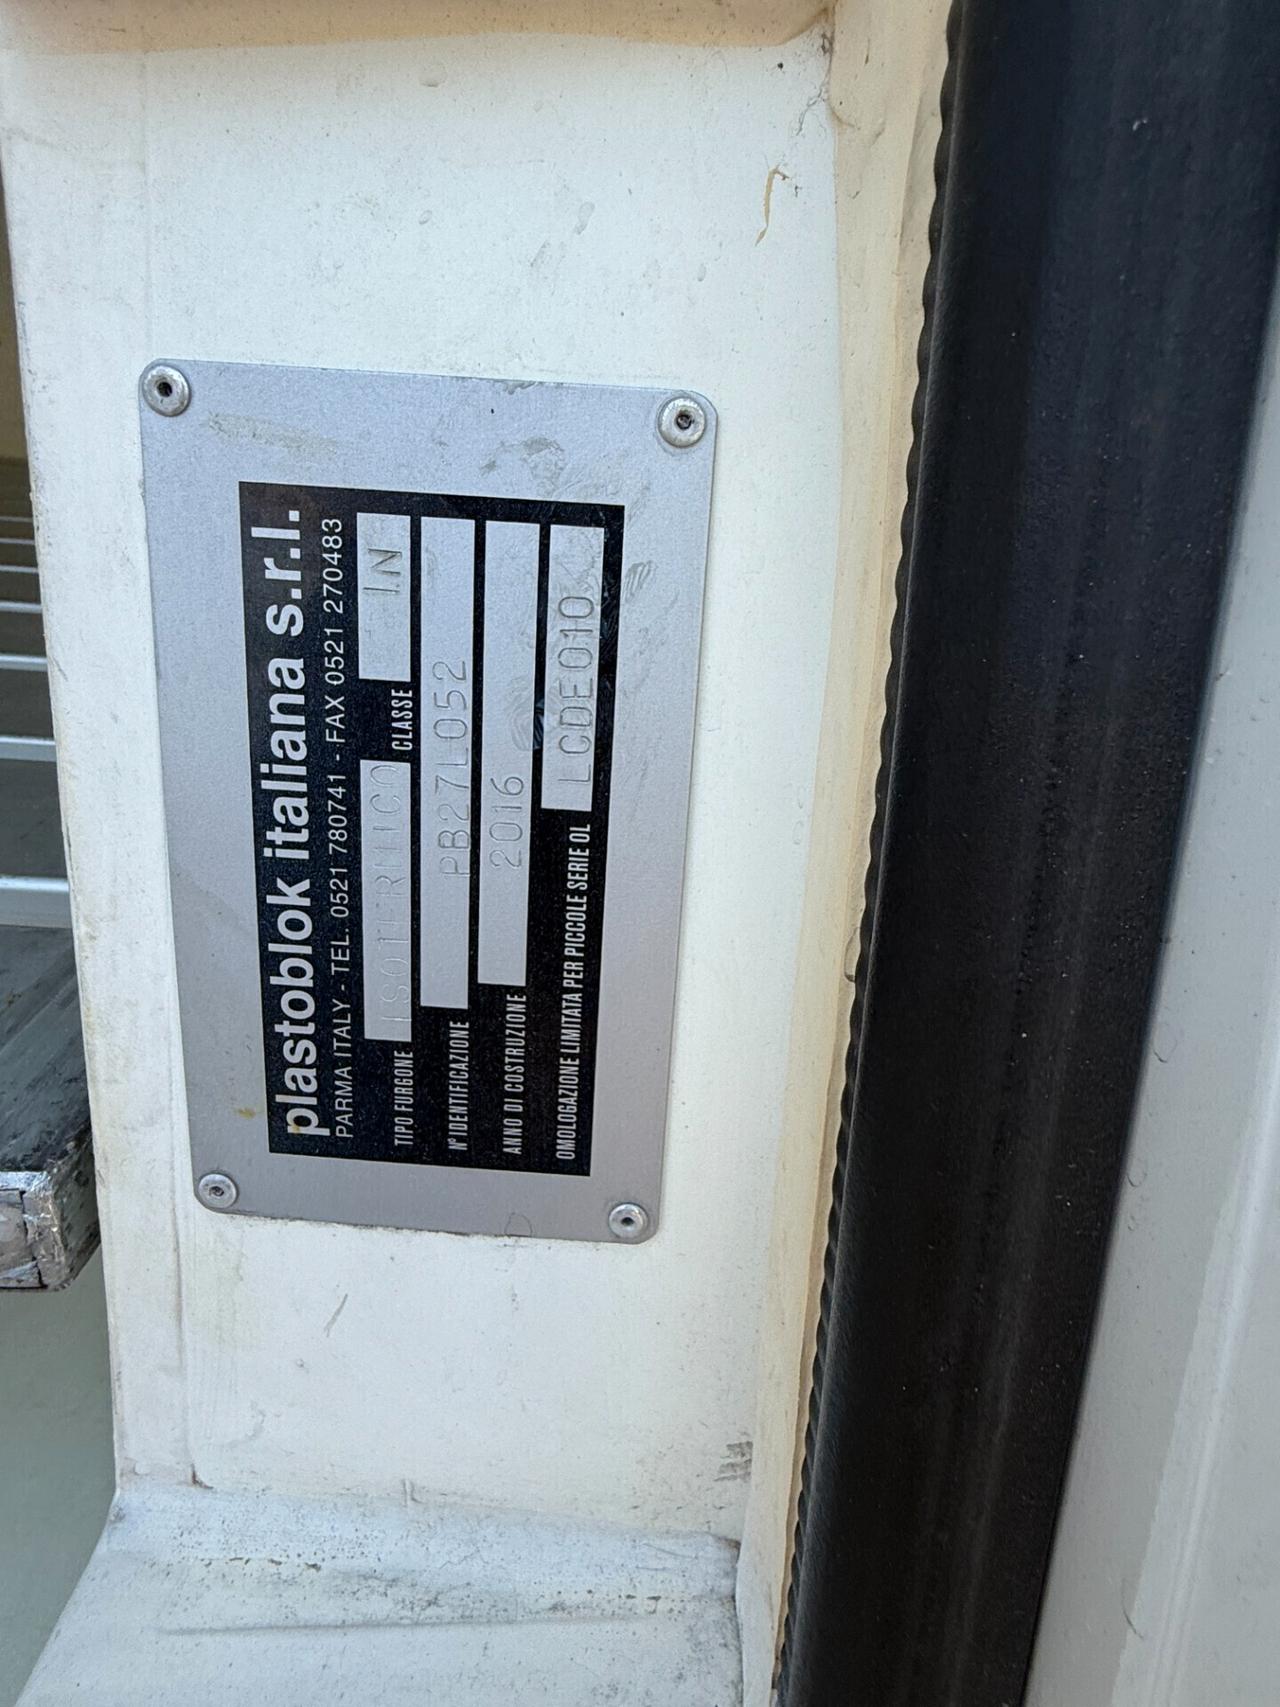 plastoblok italiana s.r.l.
PARMA ITALY - TEL. 0521 780741 - FAX 0521 270483
TIPO FURGONE ISOTERMICO CLASSE IN
N° IDENTIFICAZIONE PB27L052
ANNO DI COSTRUZIONE 2016
OMOLOGAZIONE LIMITATA PER PICCOLE SERIE OL LCDE010